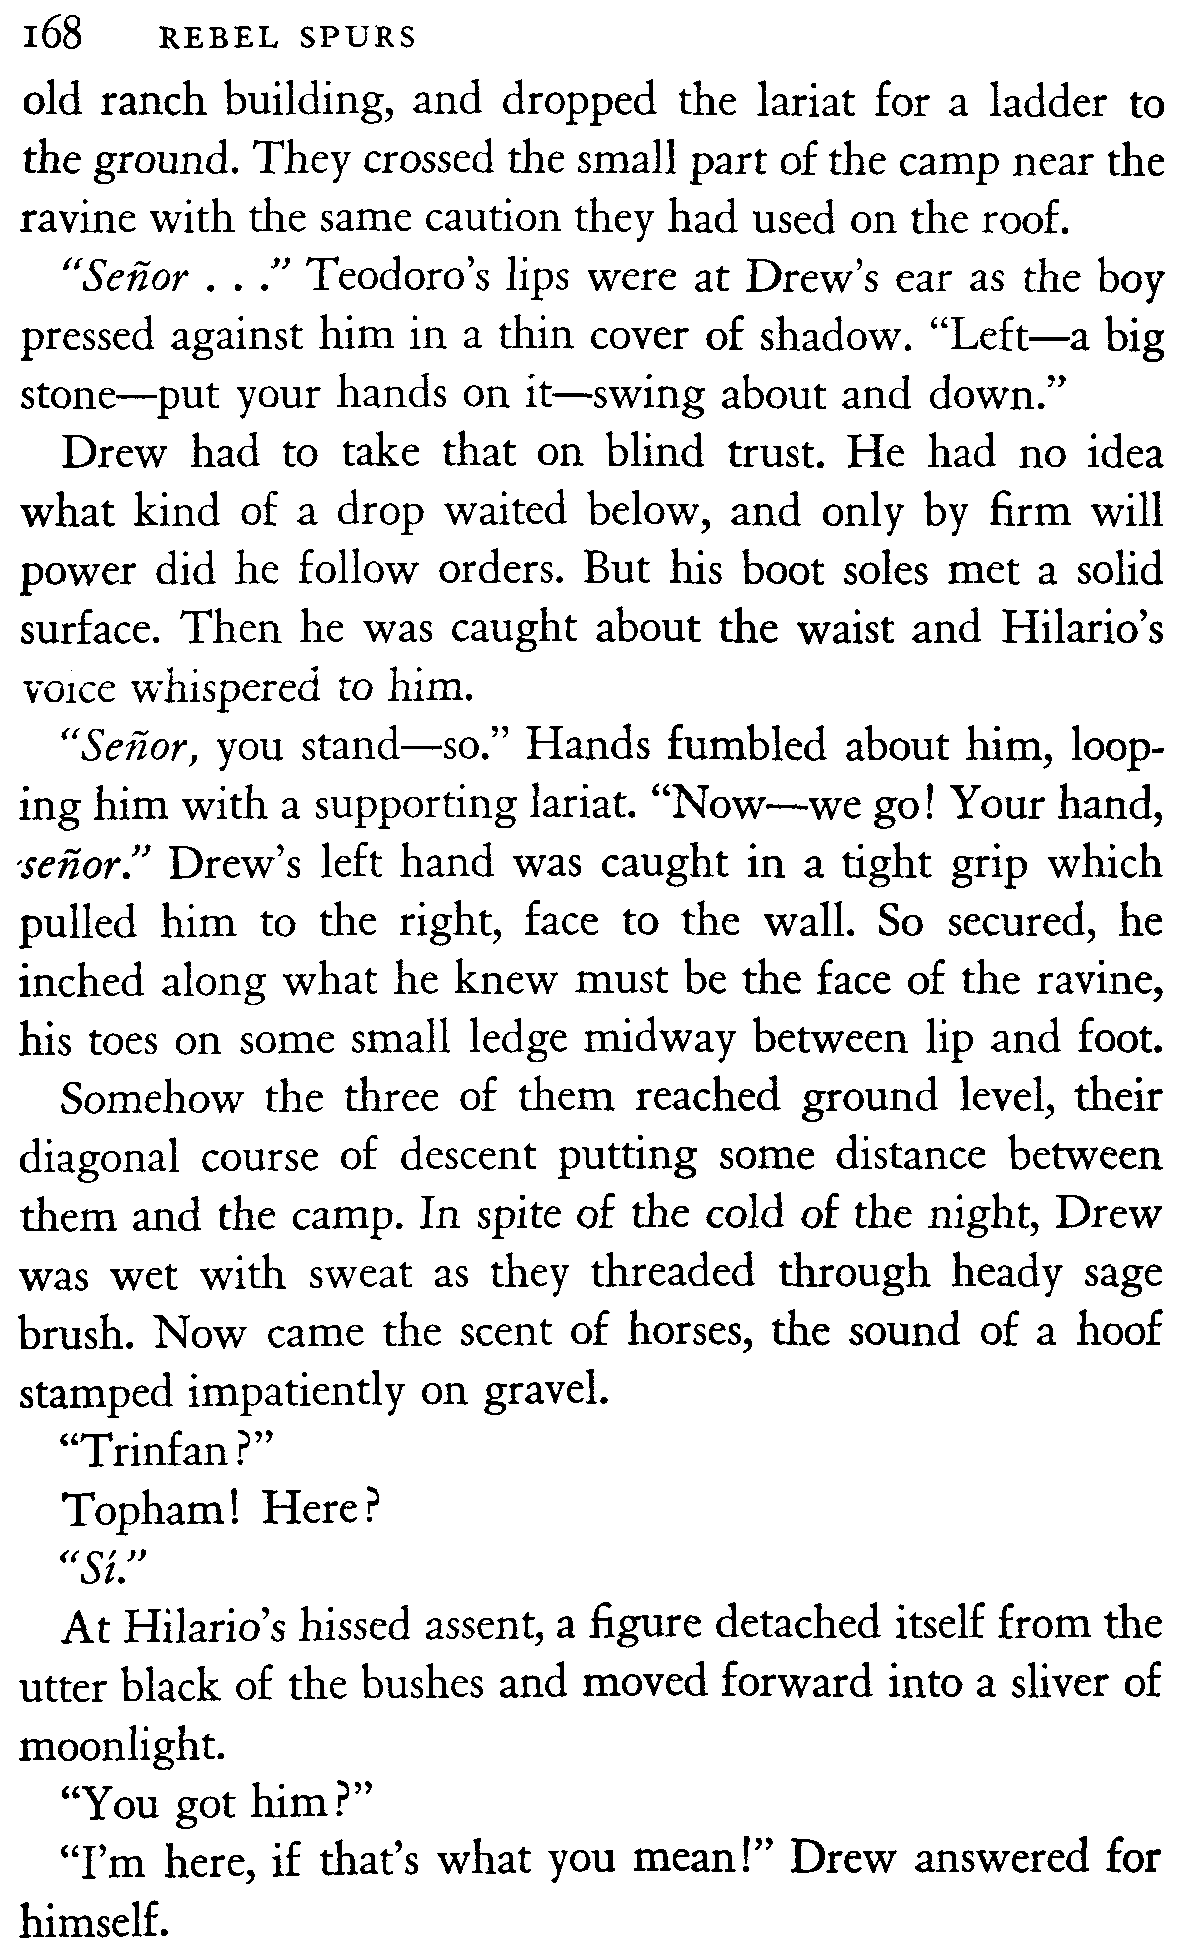 168 REBEL SPURS
old ranch building, and dropped the lariat for a ladder to
the ground. They crossed the small part of the camp near the
ravine with the same caution they had used on the roof.
“Señor . . .” Teodoro’s lips were at Drew’s ear as the boy
pressed against him in a thin cover of shadow. “Left—a big
stone—put your hands on it—swing about and down.”
Drew had to take that on blind trust. He had no idea
what kind of a drop waited below, and only by firm will
power did he follow orders. But his boot soles met a solid
surface. Then he was caught about the waist and Hilario’s
voice whispered to him.
“Señor, you stand—so.” Hands fumbled about him, loop-
ing him with a supporting lariat. “Now—we go! Your hand,
señor.” Drew’s left hand was caught in a tight grip which
pulled him to the right, face to the wall. So secured, he
inched along what he knew must be the face of the ravine,
his toes on some small ledge midway between lip and foot.
Somehow the three of them reached ground level, their
diagonal course of descent putting some distance between
them and the camp. In spite of the cold of the night, Drew
was wet with sweat as they threaded through heady sage
brush. Now came the scent of horses, the sound of a hoof
stamped impatiently on gravel.
“Trinfan?”
Topham! Here?
“Sí.”
At Hilario’s hissed assent, a figure detached itself from the
utter black of the bushes and moved forward into a sliver of
moonlight.
“You got him?”
“I’m here, if that’s what you mean!” Drew answered for
himself.